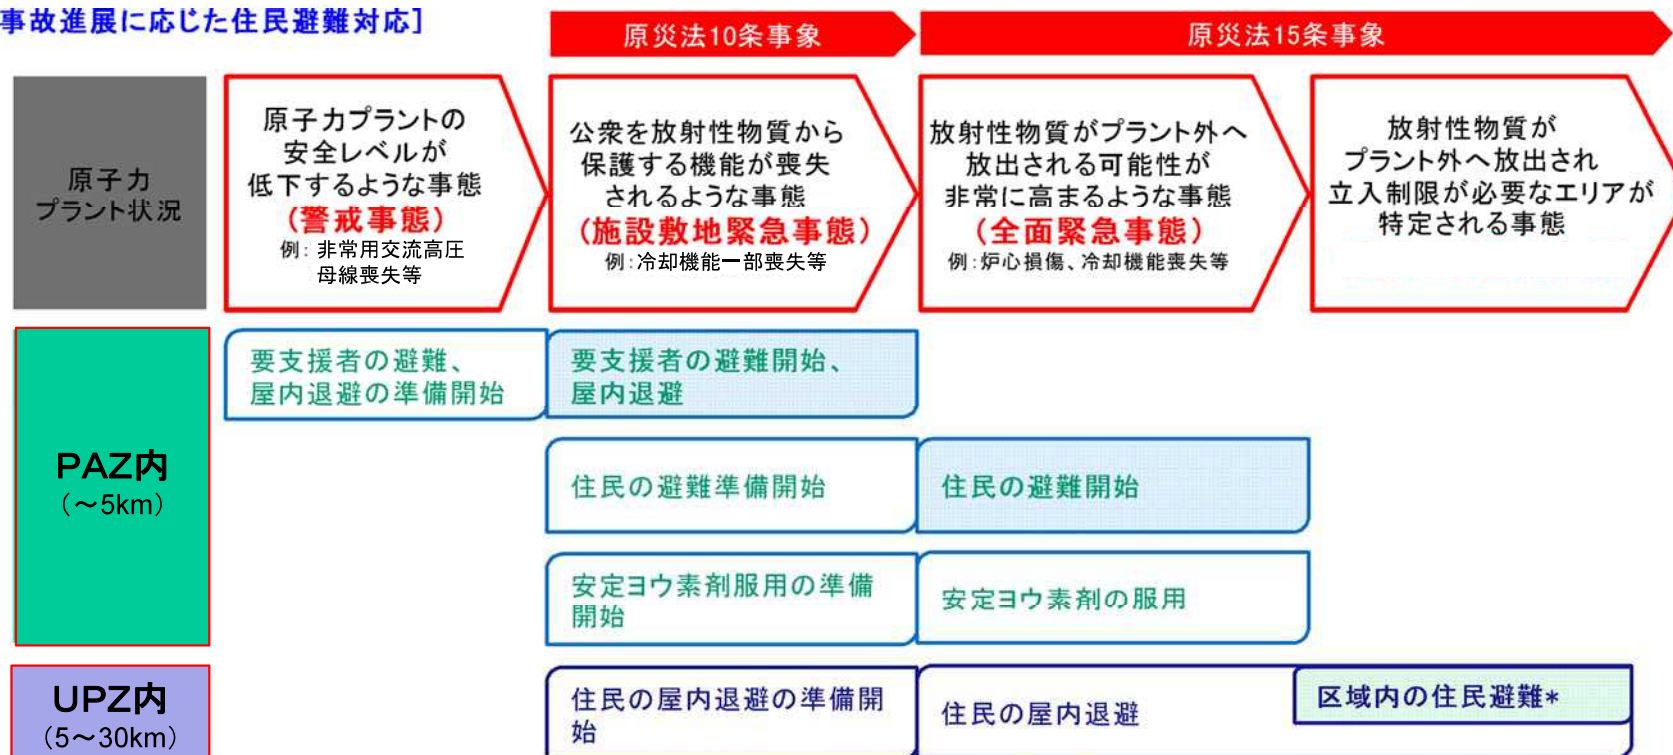 事故進展に応じた住民避難対応]
原災法10条事象
原災法15条事象
原子力
プラント状況
原子力プラントの
安全レベルが
低下するような事態
(警戒事態)
例:非常用交流高圧
母線喪失等
公衆を放射性物質から
保護する機能が喪失
されるような事態
(施設敷地緊急事態)
例:冷却機能一部喪失等
放射性物質がプラント外へ
放出される可能性が
非常に高まるような事態
(全面緊急事態)
例:炉心損傷、冷却機能喪失等
放射性物質が
プラント外へ放出され
立入制限が必要なエリアが
特定される事態
PAZ内
(~5km)
要支援者の避難、
屋内退避の準備開始
要支援者の避難開始、
屋内退避
住民の避難準備開始
住民の避難開始
安定ヨウ素剤服用の準備
開始
安定ヨウ素剤の服用
UPZ内
(5~30km)
住民の屋内退避の準備開
始
住民の屋内退避
区域内の住民避難*